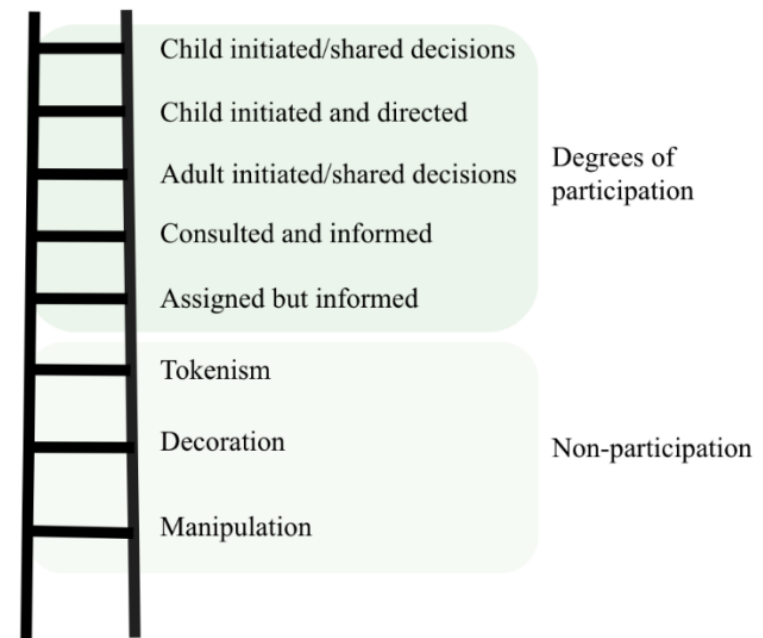 Child initiated/shared decisions
Child initiated and directed
Adult initiated/shared decisions
Consulted and informed
Assigned but informed
Degrees of
participation
Tokenism
Decoration
Manipulation
Non-participation